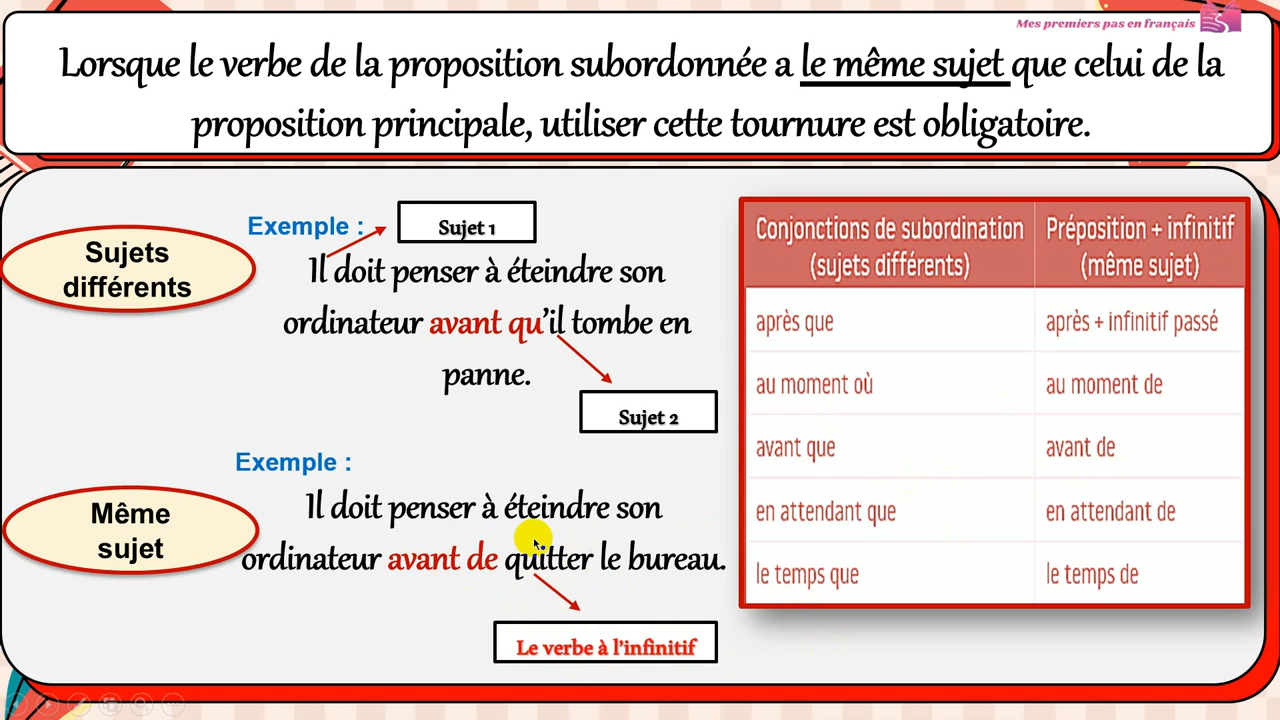 Mes premiers pas en français
Lorsque le verbe de la proposition subordonnée a le même sujet que celui de la
proposition principale, utiliser cette tournure est obligatoire.
Sujets
différents
Exemple :
Sujet 1
Il doit penser à éteindre son
ordinateur avant qu'il tombe en
panne.
Sujet 2
Même
sujet
Exemple :
Il doit penser à éteindre son
ordinateur avant de quitter le bureau.
Le verbe à l'infinitif
Conjonctions de subordination
(sujets différents)
Préposition + infinitif
(même sujet)
après que
après + infinitif passé
au moment où
au moment de
avant que
avant de
en attendant que
en attendant de
le temps que
le temps de